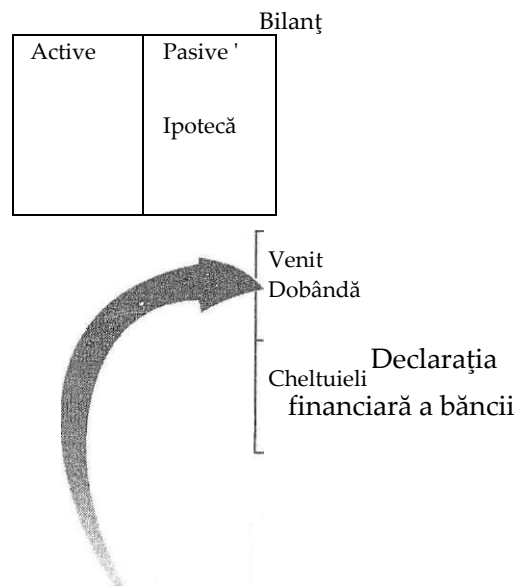 Bilanţ
Active
Pasive '
Ipotecă
Venit
Dobândă
Cheltuieli Declaraţia
financiară a băncii